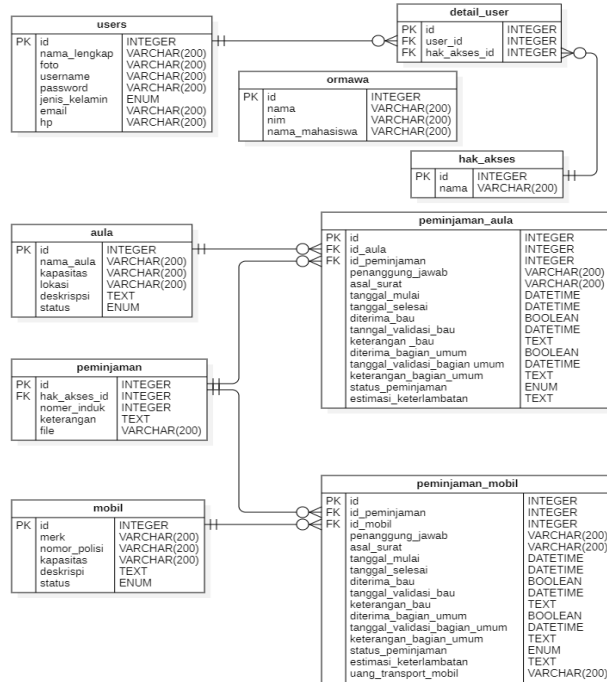 users
PK id INTEGER
nama_lengkap VARCHAR(200)
foto VARCHAR(200)
username VARCHAR(200)
password VARCHAR(200)
jenis_kelamin ENUM
email VARCHAR(200)
hp VARCHAR(200)
detail_user
PK id INTEGER
FK user_id INTEGER
FK hak_akses_id INTEGER
ormawa
PK id INTEGER
nama VARCHAR(200)
nim VARCHAR(200)
nama_mahasiswa VARCHAR(200)
hak_akses
PK id INTEGER
nama VARCHAR(200)
aula
PK id INTEGER
nama_aula VARCHAR(200)
kapasitas VARCHAR(200)
lokasi VARCHAR(200)
deskrispsi TEXT
status ENUM
peminjaman_aula
PK id INTEGER
FK id_aula INTEGER
FK id_peminjaman INTEGER
penanggung_jawab VARCHAR(200)
asal_surat VARCHAR(200)
tanggal_mulai DATETIME
tanggal_selesai DATETIME
diterima_bau BOOLEAN
tanngal_validasi_bau DATETIME
keterangan _bau TEXT
diterima_bagian_umum BOOLEAN
tanggal_validasi_bagian umum DATETIME
keterangan_bagian_umum TEXT
status_peminjaman ENUM
estimasi_keterlambatan TEXT
peminjaman
PK id INTEGER
FK hak_akses_id INTEGER
nomer_induk INTEGER
keterangan TEXT
file VARCHAR(200)
mobil
PK id INTEGER
merk VARCHAR(200)
nomor_polisi VARCHAR(200)
kapasitas VARCHAR(200)
deskripsi TEXT
status ENUM
peminjaman_mobil
PK id INTEGER
FK id_peminjaman INTEGER
FK id_mobil INTEGER
penanggung_jawab VARCHAR(200)
asal_surat VARCHAR(200)
tanggal_mulai DATETIME
tanggal_selesai DATETIME
diterima_bau BOOLEAN
tanggal_validasi_bau DATETIME
keterangan_bau TEXT
diterima_bagian_umum BOOLEAN
tanggal_validasi_bagian_umum DATETIME
keterangan_bagian_umum TEXT
status_peminjaman ENUM
estimasi_keterlambatan TEXT
uang_transport_mobil VARCHAR(200)